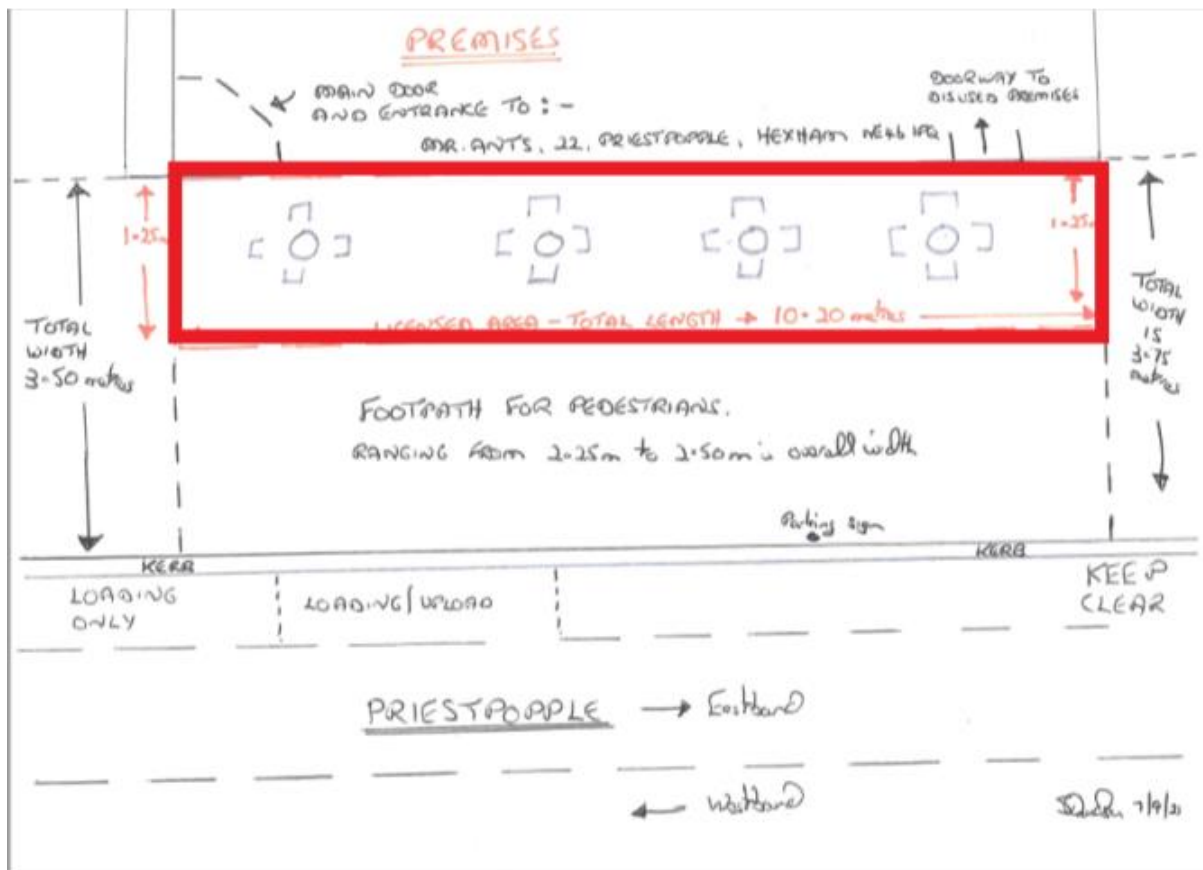 PREMISES
MAIN DOOR
AND ENTRANCE TO :-
MR. ANTS, 22, PRIESTPOPPLE, HEXHAM NE46 1PQ
DOORWAY TO
DISUSED PREMISES
1.25m
1.25m
TOTAL
WIDTH
3.50 metres
LICENSED AREA - TOTAL LENGTH → 10.20 metres
TOTAL
WIDTH
IS
3.75
metres
FOOTPATH FOR PEDESTRIANS.
RANGING FROM 2.25m to 2.50m in overall width
Parking sign
KERB
KERB
LOADING
ONLY
LOADING/UPLOAD
KEEP
CLEAR
PRIESTPOPPLE → Eastbound
← Westbound